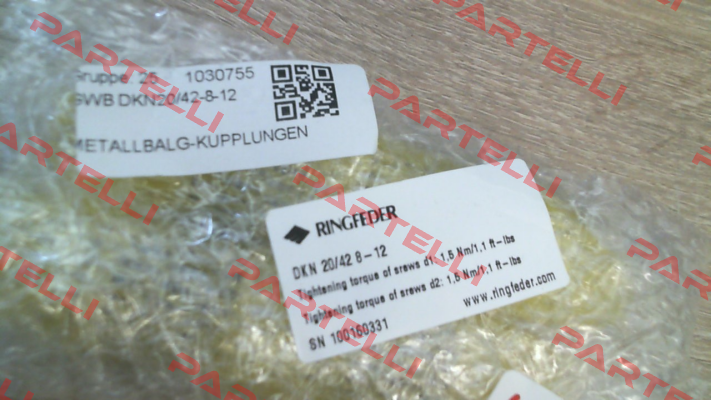 Gruppe: 25 1030755
GWB DKN20/42-8-12
METALLBALG-KUPPLUNGEN
RINGFEDER
DKN 20/42 8-12
Tightening torque of srews d1: 1.5 Nm/1.1 ft-lbs
Tightening torque of srews d2: 1.5 Nm/1.1 ft-lbs
www.ringfeder.com
SN 100160331
PARTELLI
PARTELLI
PARTELLI
PARTELLI
PARTELLI
PARTELLI
PARTELLI
PARTELLI
PARTELLI